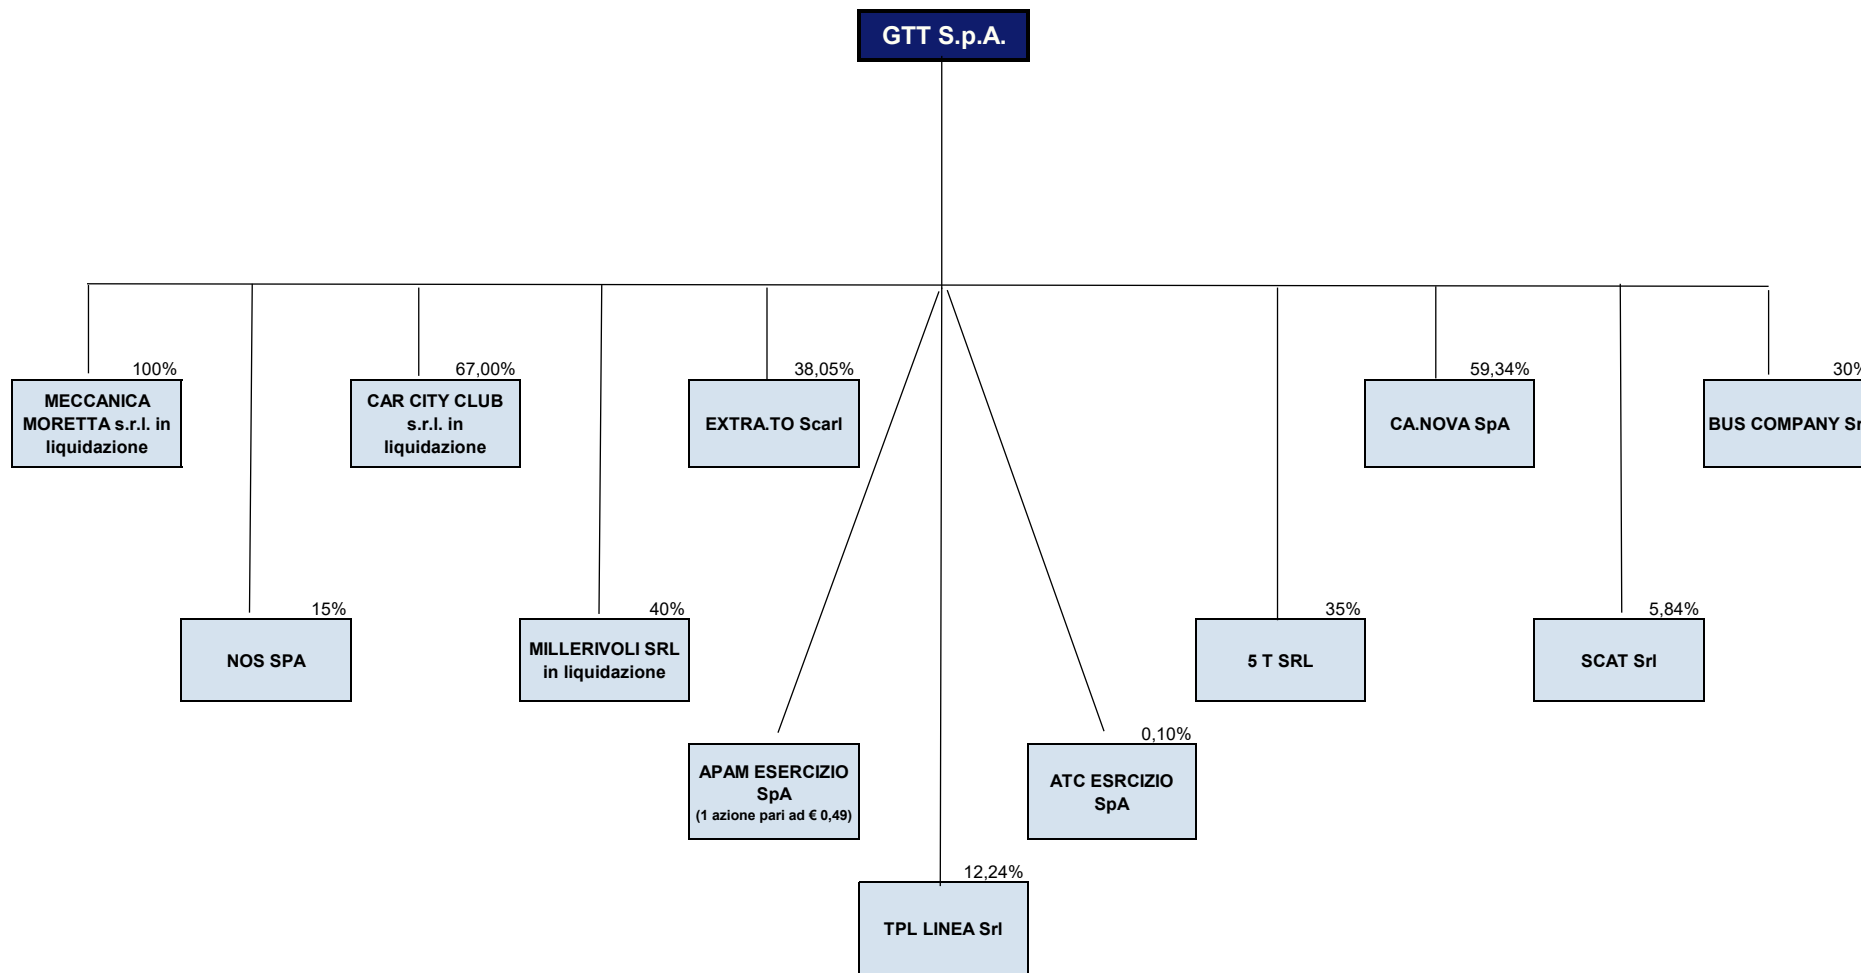 GTT S.p.A.
100%
MECCANICA
MORETTA s.r.l. in
liquidazione
67,00%
CAR CITY CLUB
s.r.l. in
liquidazione
38,05%
EXTRA.TO Scarl
59,34%
CA.NOVA SpA
30%
BUS COMPANY Sr
15%
NOS SPA
40%
MILLERIVOLI SRL
in liquidazione
35%
5 T SRL
5,84%
SCAT Srl
APAM ESERCIZIO
SpA
(1 azione pari ad € 0,49)
0,10%
ATC ESRCIZIO
SpA
12,24%
TPL LINEA Srl